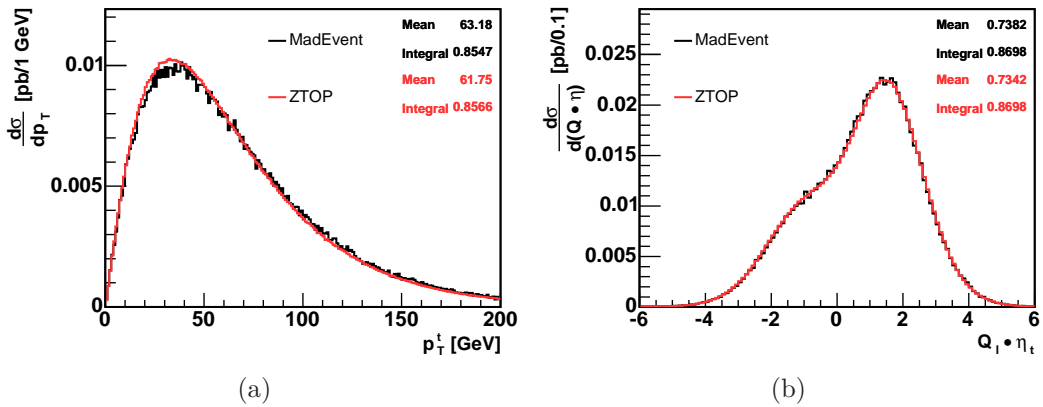 [pb/1 GeV]
dσ
dp_T
0.01
0.005
0
MadEvent
ZTOP
Mean 63.18
Integral 0.8547
Mean 61.75
Integral 0.8566
0 50 100 150 200
p_T^t [GeV]
(a)
[pb/0.1]
dσ
d(Q • η)
0.025
0.02
0.015
0.01
0.005
0
MadEvent
ZTOP
Mean 0.7382
Integral 0.8698
Mean 0.7342
Integral 0.8698
-6 -4 -2 0 2 4 6
Q_l • η_t
(b)